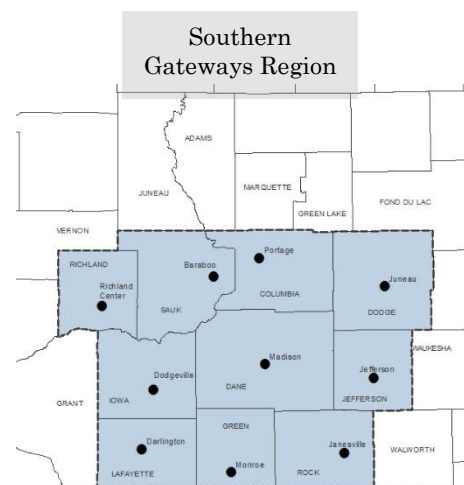 Southern
Gateways Region
ADAMS
JUNEAU
MARQUETTE
GREEN LAKE
FOND DU LAC
VERNON
RICHLAND
Baraboo
Portage
Richland
Center
Juneau
SAUK
COLUMBIA
DODGE
WAUKESHA
Madison
Jefferson
Dodgeville
DANE
GRANT
IOWA
JEFFERSON
GREEN
Darlington
Janesville
WALWORTH
Monroe
LAFAYETTE
ROCK